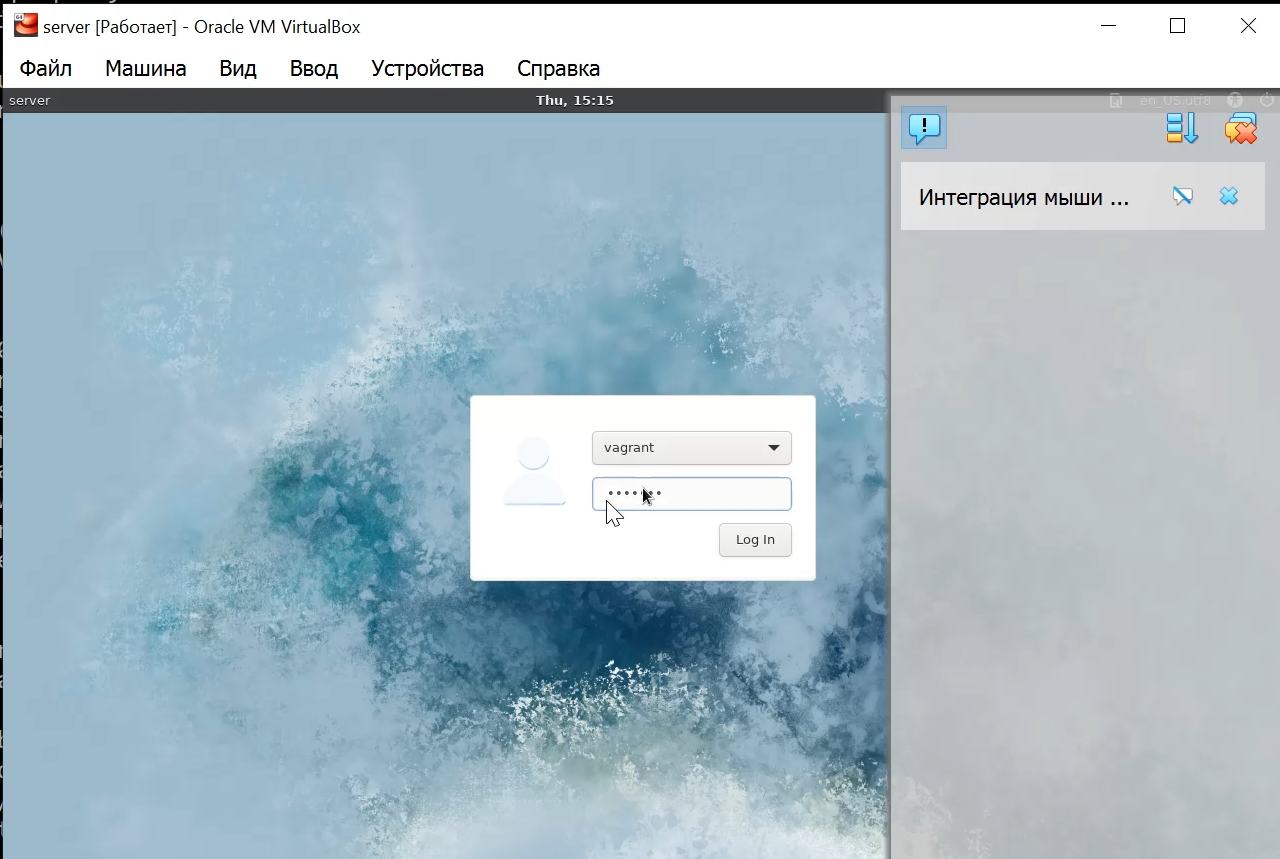 server [Работает] - Oracle VM VirtualBox
Файл Машина Вид Ввод Устройства Справка
server Thu, 15:15 en_US.utf8
Интеграция мыши ...
vagrant
Log In